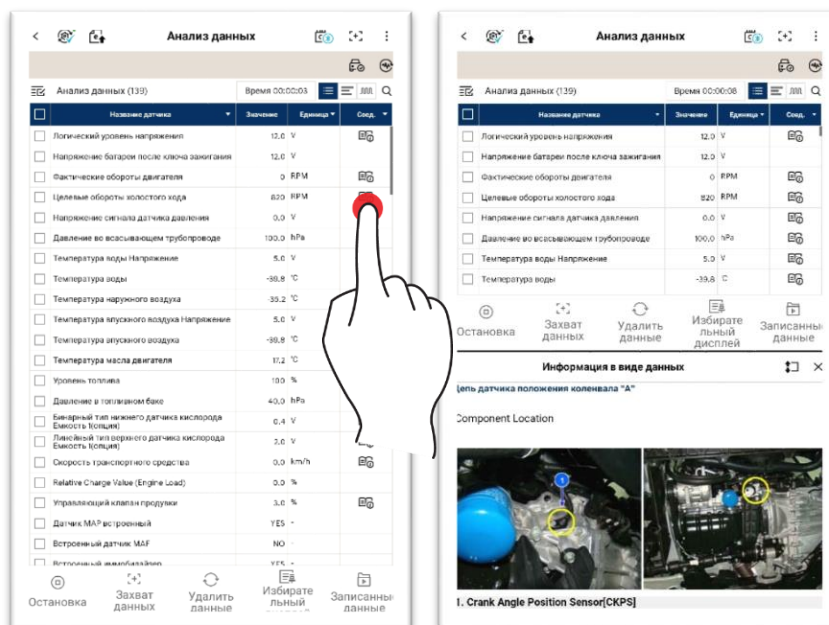 Анализ данных
Анализ данных (139)
Время 00:00:03
Название датчика
Значение
Единица
Соед.
Логический уровень напряжения 12.0 V
Напряжение батареи после ключа зажигания 12.0 V
Фактические обороты двигателя 0 RPM
Целевые обороты холостого хода 820 RPM
Напряжение сигнала датчика давления 0.0 V
Давление во всасывающем трубопроводе 100.0 hPa
Температура воды Напряжение 5.0 V
Температура воды -39.8 °C
Температура наружного воздуха -39.2 °C
Температура впускного воздуха Напряжение 5.0 V
Температура впускного воздуха -39.8 °C
Температура масла двигателя 17.2 °C
Уровень топлива 100 %
Давление в топливном баке 40.0 hPa
Бинарный тип нижнего датчика кислорода
Емкость 1(опция) 0.4 V
Линейный тип верхнего датчика кислорода
Емкость 1(опция) 2.0 V
Скорость транспортного средства 0.0 km/h
Relative Charge Value (Engine Load) 0.0 %
Управляющий клапан продувки 3.0 %
Датчик MAP встроенный YES -
Встроенный датчик MAF NO -
Остановка
Захват
данных
Удалить
данные
Избирате
льный
Записанны
данные
Анализ данных
Анализ данных (139)
Время 00:00:08
Название датчика
Значение
Единица
Соед.
Логический уровень напряжения 12.0 V
Напряжение батареи после ключа зажигания 12.0 V
Фактические обороты двигателя 0 RPM
Целевые обороты холостого хода 820 RPM
Напряжение сигнала датчика давления 0.0 V
Давление во всасывающем трубопроводе 100.0 hPa
Температура воды Напряжение 5.0 V
Температура воды -39.8 °C
Остановка
Захват
данных
Удалить
данные
Избирате
льный
дисплей
Записанны
данные
Информация в виде данных
Цепь датчика положения коленвала "А"
Component Location
1
1. Crank Angle Position Sensor[CKPS]